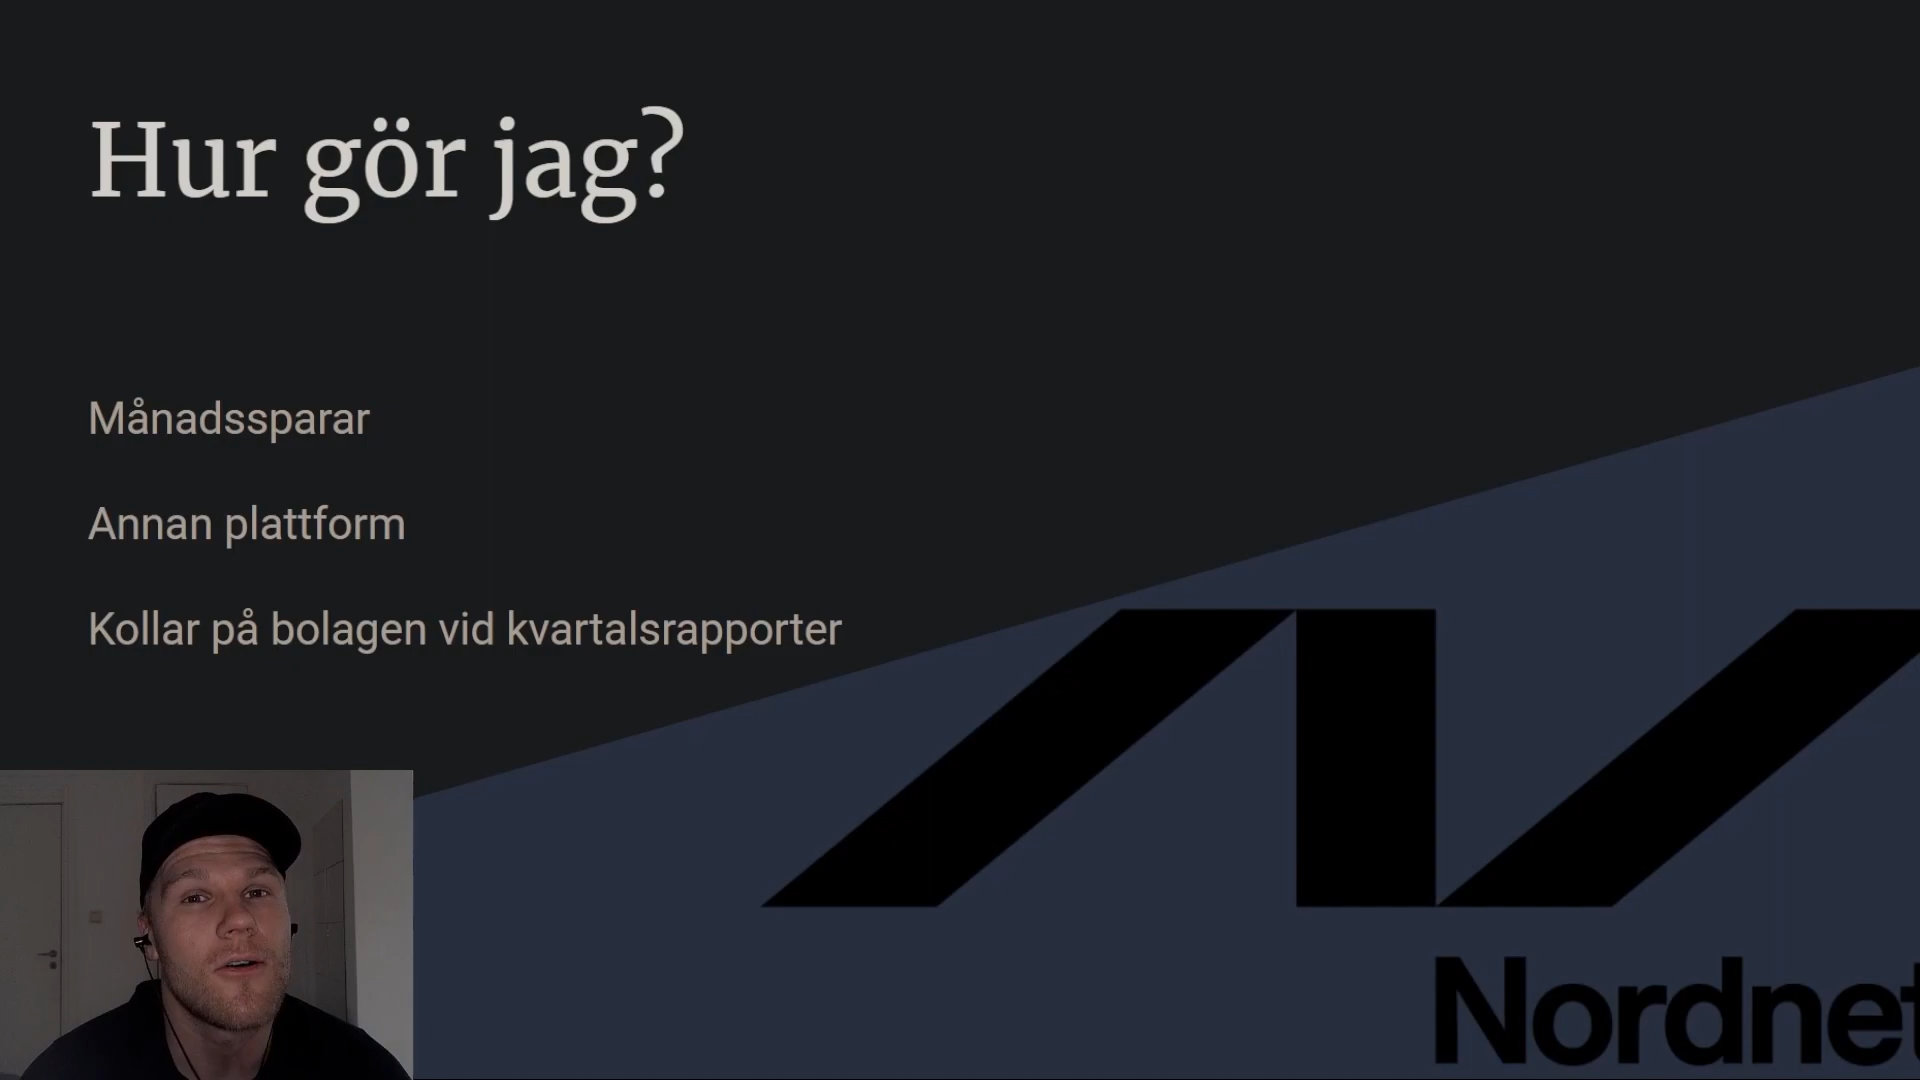 Hur gör jag?
Månadssparar
Annan plattform
Kollar på bolagen vid kvartalsrapporter
Nordnet